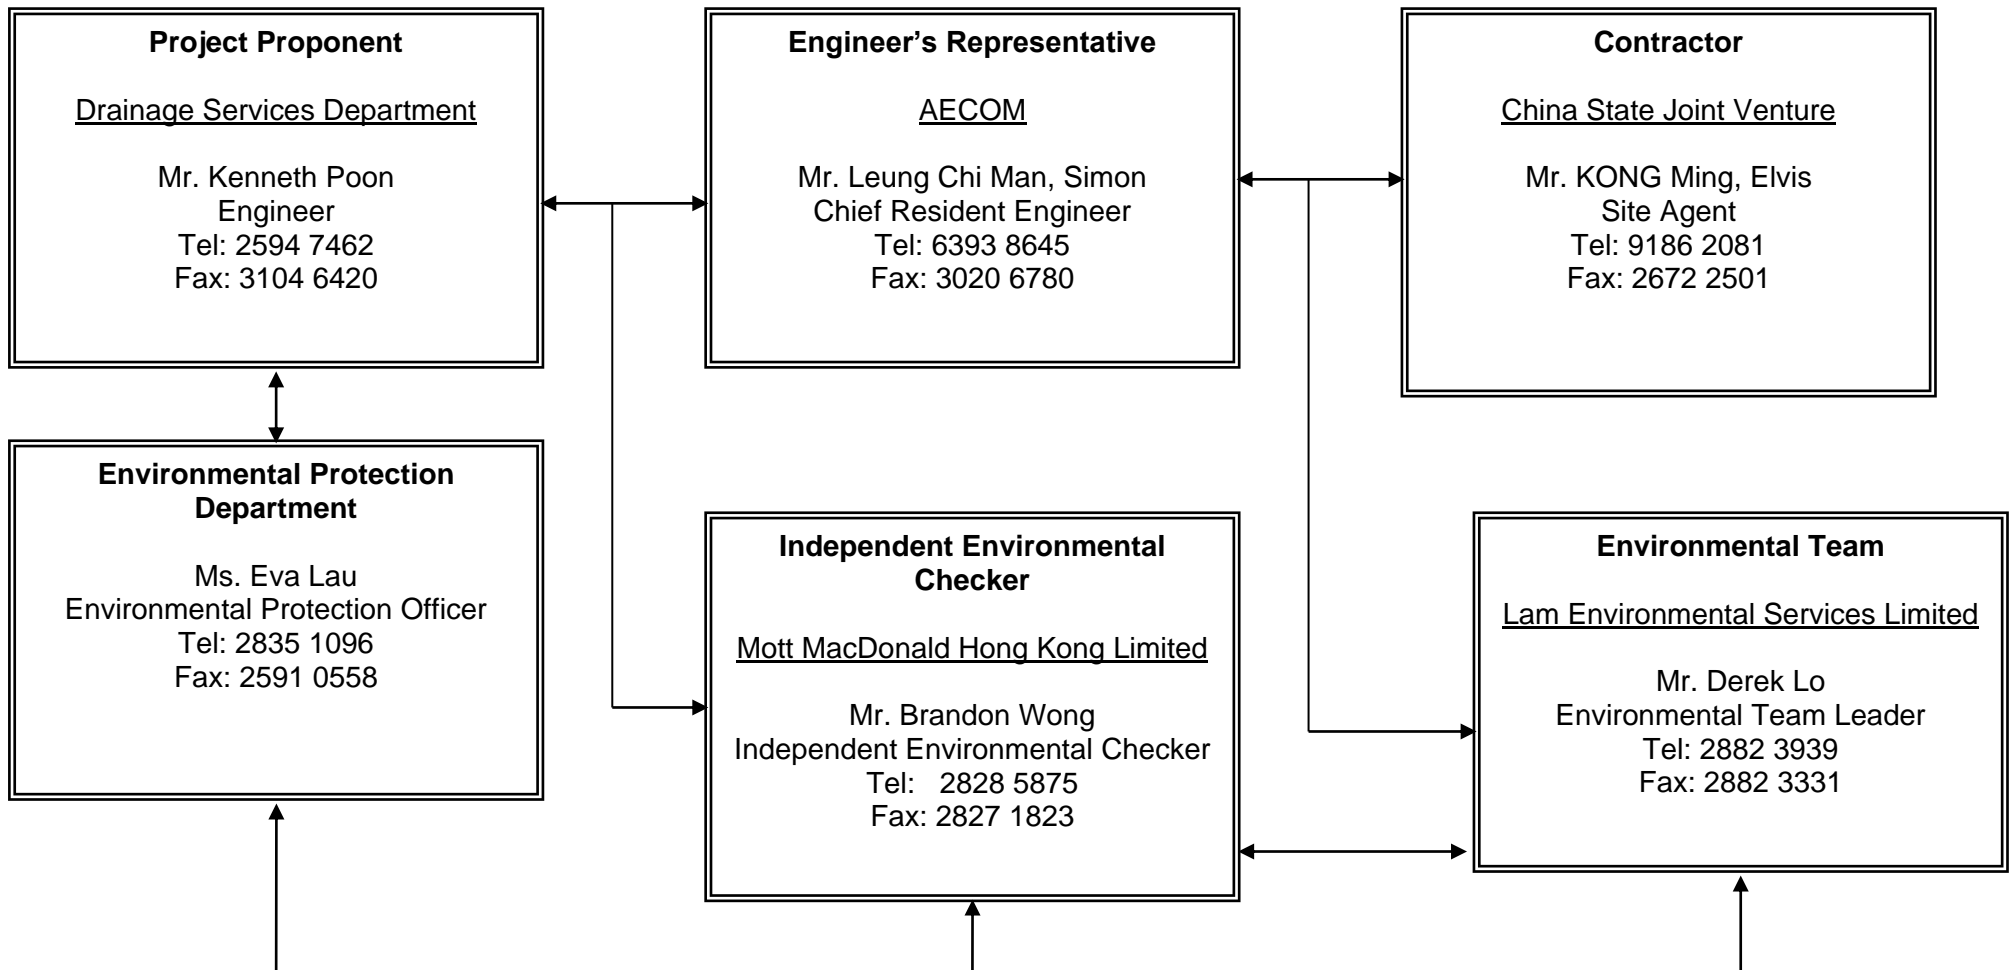 Project Proponent
Drainage Services Department
Mr. Kenneth Poon
Engineer
Tel: 2594 7462
Fax: 3104 6420
Engineer’s Representative
AECOM
Mr. Leung Chi Man, Simon
Chief Resident Engineer
Tel: 6393 8645
Fax: 3020 6780
Contractor
China State Joint Venture
Mr. KONG Ming, Elvis
Site Agent
Tel: 9186 2081
Fax: 2672 2501
Environmental Protection
Department
Ms. Eva Lau
Environmental Protection Officer
Tel: 2835 1096
Fax: 2591 0558
Independent Environmental
Checker
Mott MacDonald Hong Kong Limited
Mr. Brandon Wong
Independent Environmental Checker
Tel:   2828 5875
Fax: 2827 1823
Environmental Team
Lam Environmental Services Limited
Mr. Derek Lo
Environmental Team Leader
Tel: 2882 3939
Fax: 2882 3331